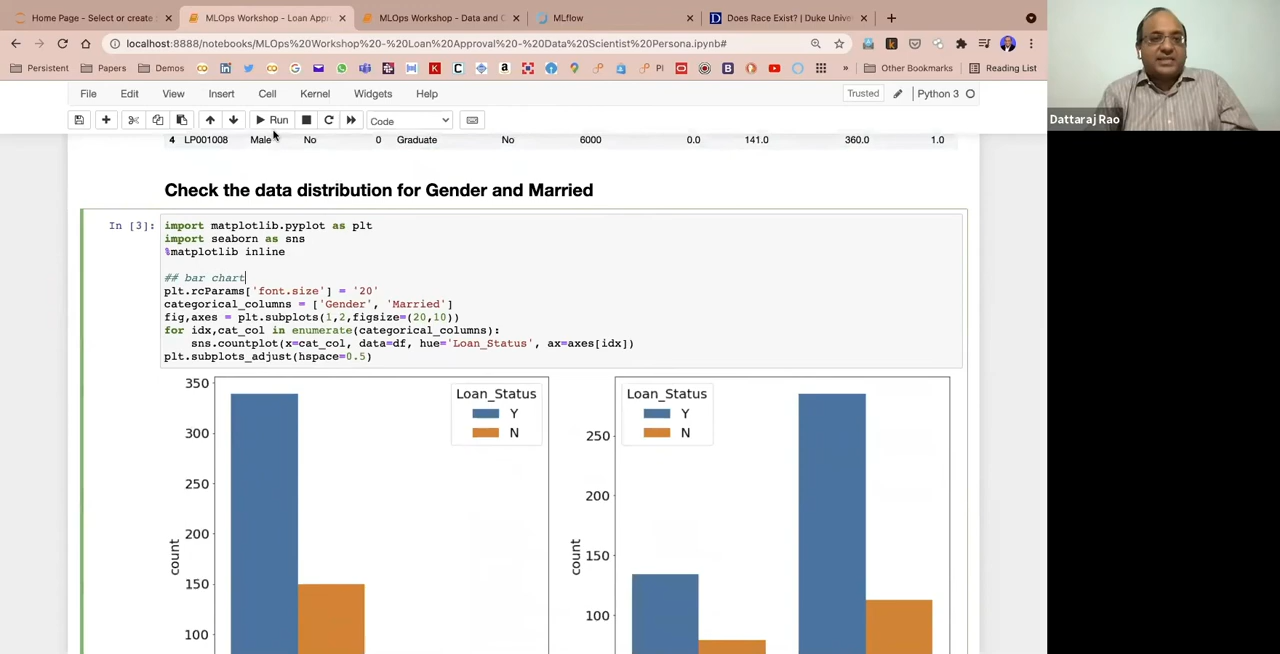 Home Page - Select or create
MLOps Workshop - Loan Appro
MLOps Workshop - Data and C
MLflow
Does Race Exist? | Duke Unive
localhost:8888/notebooks/MLOps%20Workshop%20-%20Loan%20Approval%20-%20Data%20Scientist%20Persona.ipynb#
Persistent
Papers
Demos
PI
Other Bookmarks
Reading List
File Edit View Insert Cell Kernel Widgets Help
Trusted
Python 3
Run
Code
4 LP001008 Male No 0 Graduate No 6000 0.0 141.0 360.0 1.0
Check the data distribution for Gender and Married
In [3]:
import matplotlib.pyplot as plt
import seaborn as sns
%matplotlib inline
## bar chart
plt.rcParams['font.size'] = '20'
categorical_columns = ['Gender', 'Married']
fig,axes = plt.subplots(1,2,figsize=(20,10))
for idx,cat_col in enumerate(categorical_columns):
sns.countplot(x=cat_col, data=df, hue='Loan_Status', ax=axes[idx])
plt.subplots_adjust(hspace=0.5)
350
300
250
200
150
100
count
Loan_Status
Y
N
250
200
150
100
count
Loan_Status
Y
N
Dattaraj Rao